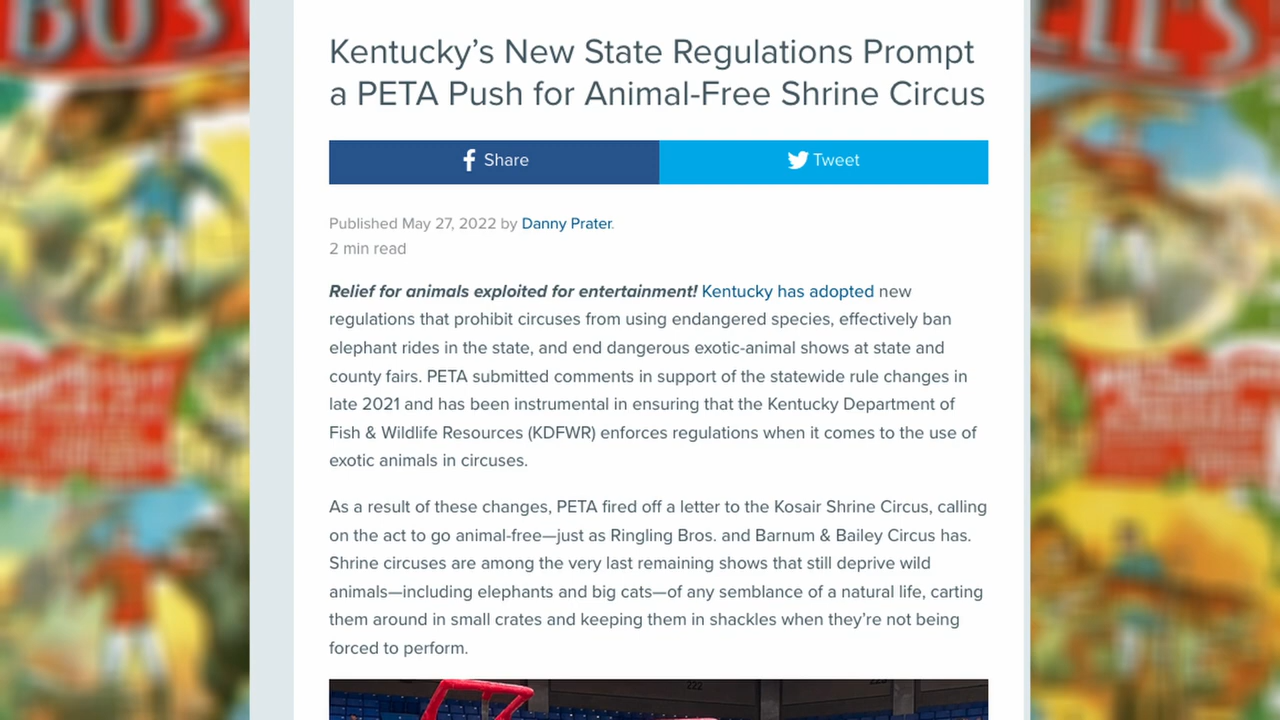 BOS
ELL'S
Kentucky’s New State Regulations Prompt
a PETA Push for Animal-Free Shrine Circus
Share
Tweet
Published May 27, 2022 by Danny Prater.
2 min read
Relief for animals exploited for entertainment! Kentucky has adopted new
regulations that prohibit circuses from using endangered species, effectively ban
elephant rides in the state, and end dangerous exotic-animal shows at state and
county fairs. PETA submitted comments in support of the statewide rule changes in
late 2021 and has been instrumental in ensuring that the Kentucky Department of
Fish & Wildlife Resources (KDFWR) enforces regulations when it comes to the use of
exotic animals in circuses.
As a result of these changes, PETA fired off a letter to the Kosair Shrine Circus, calling
on the act to go animal-free—just as Ringling Bros. and Barnum & Bailey Circus has.
Shrine circuses are among the very last remaining shows that still deprive wild
animals—including elephants and big cats—of any semblance of a natural life, carting
them around in small crates and keeping them in shackles when they’re not being
forced to perform.